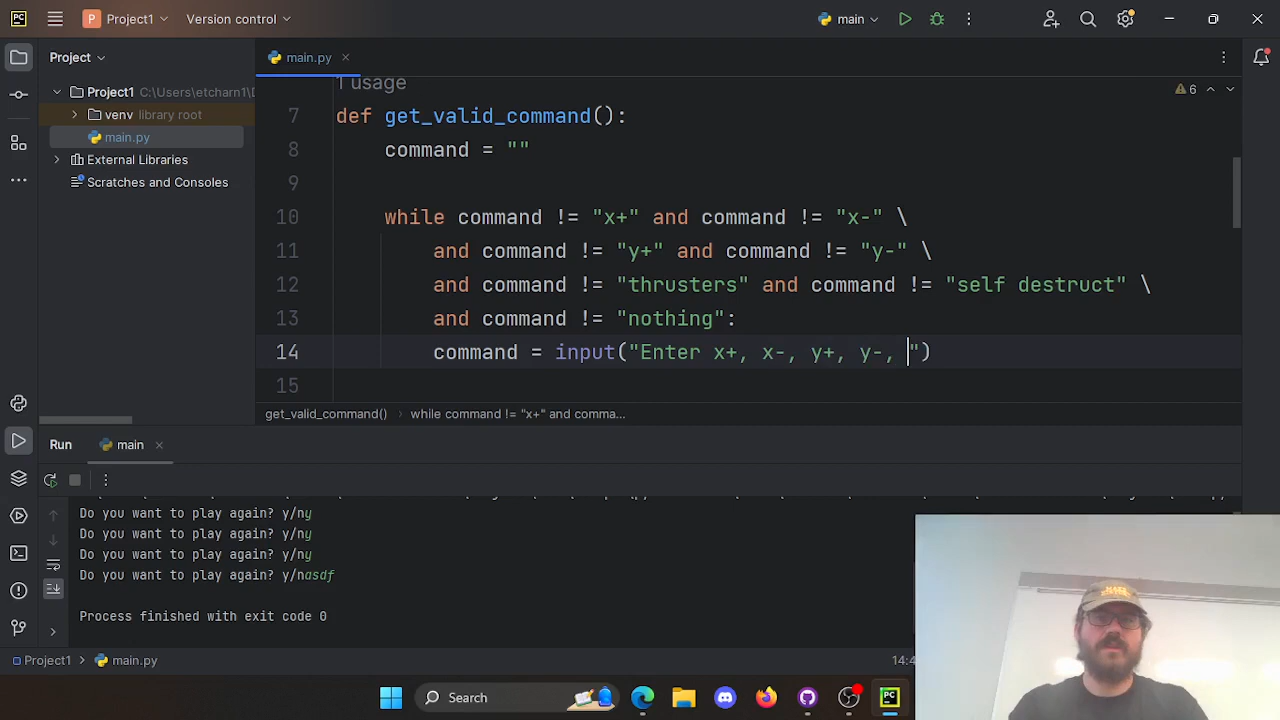 Project1
Version control
main
Project
main.py
Project1 C:\Users\etcharn1\D
venv library root
main.py
External Libraries
Scratches and Consoles
1 usage
6
7 def get_valid_command():
8 command = ""
9
10 while command != "x+" and command != "x-" \
11 and command != "y+" and command != "y-" \
12 and command != "thrusters" and command != "self destruct" \
13 and command != "nothing":
14 command = input("Enter x+, x-, y+, y-, ")
15
get_valid_command() › while command != "x+" and comma...
Run main
Do you want to play again? y/ny
Do you want to play again? y/ny
Do you want to play again? y/ny
Do you want to play again? y/nasdf
Process finished with exit code 0
Project1 › main.py
14:4
Search